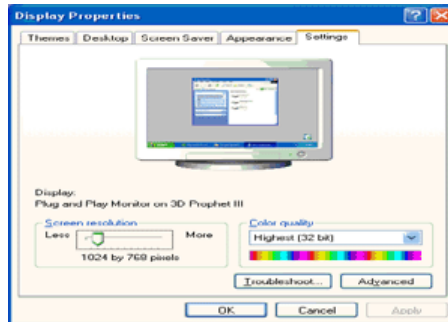 Display Properties
Themes Desktop Screen Saver Appearance Settings
Display:
Plug and Play Monitor on 3D Prophet III
Screen resolution
Less More
1024 by 768 pixels
Color quality
Highest (32 bit)
Troubleshoot... Advanced
OK Cancel Apply